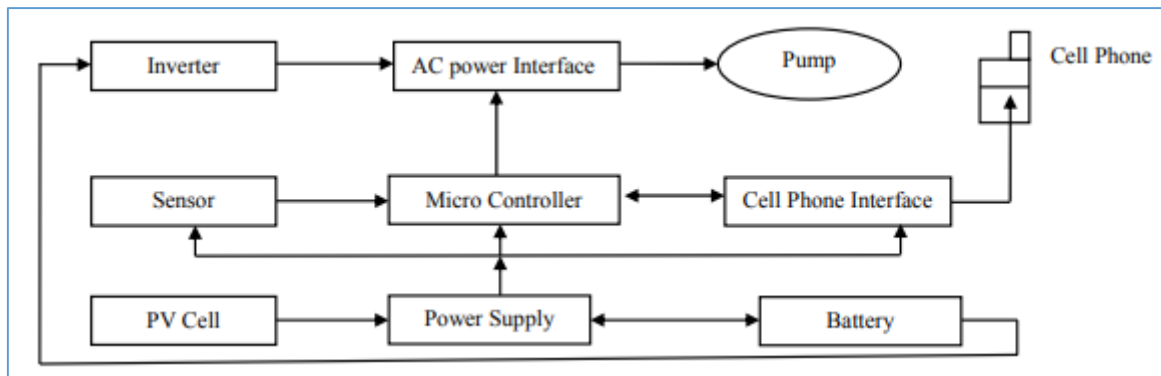 Inverter
AC power Interface
Pump
Cell Phone
Sensor
Micro Controller
Cell Phone Interface
PV Cell
Power Supply
Battery